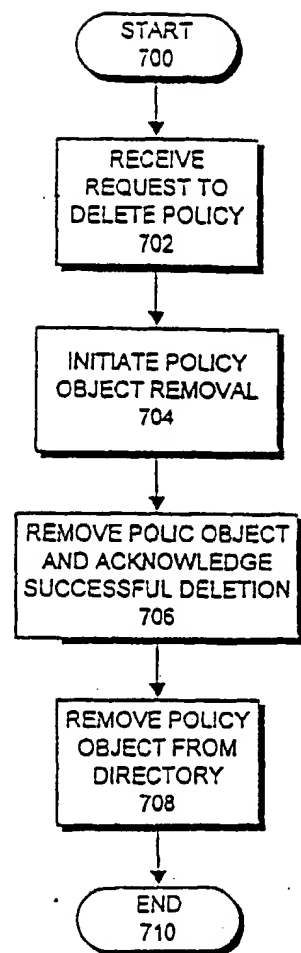 START
700
RECEIVE
REQUEST TO
DELETE POLICY
702
INITIATE POLICY
OBJECT REMOVAL
704
REMOVE POLIC OBJECT
AND ACKNOWLEDGE
SUCCESSFUL DELETION
706
REMOVE POLICY
OBJECT FROM
DIRECTORY
708
END
710